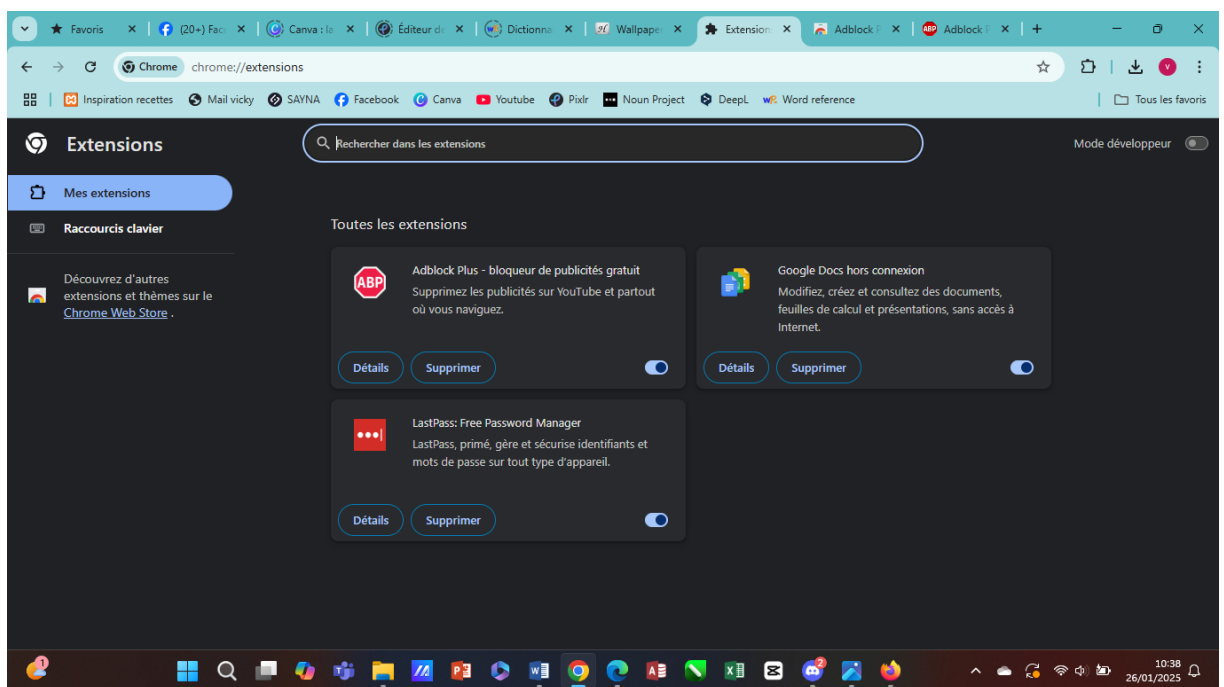 Favoris
(20+) Fac
Canva : la
Éditeur de
Dictionna
Wallpaper
Extension
Adblock P
Adblock P
Chrome
chrome://extensions
Inspiration recettes
Mail vicky
SAYNA
Facebook
Canva
Youtube
Pixlr
Noun Project
DeepL
Word reference
Tous les favoris
Extensions
Rechercher dans les extensions
Mode développeur
Mes extensions
Raccourcis clavier
Découvrez d'autres
extensions et thèmes sur le
Chrome Web Store .
Toutes les extensions
ABP
Adblock Plus - bloqueur de publicités gratuit
Supprimez les publicités sur YouTube et partout
où vous naviguez.
Détails
Supprimer
Google Docs hors connexion
Modifiez, créez et consultez des documents,
feuilles de calcul et présentations, sans accès à
Internet.
Détails
Supprimer
LastPass: Free Password Manager
LastPass, primé, gère et sécurise identifiants et
mots de passe sur tout type d'appareil.
Détails
Supprimer
10:38
26/01/2025